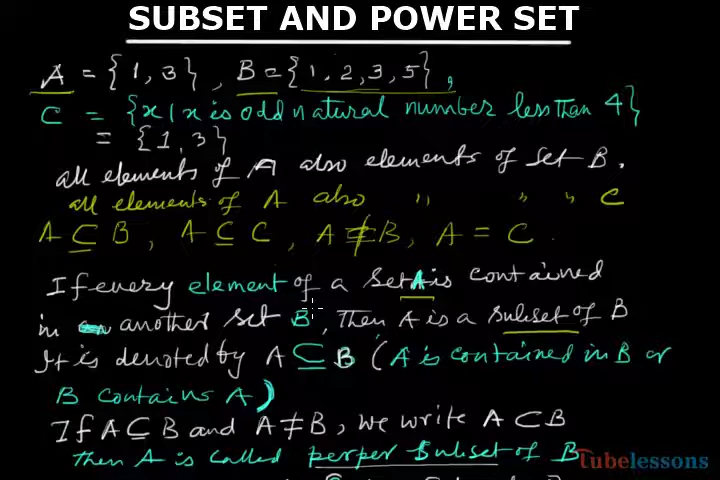 SUBSET AND POWER SET
A = {1, 3}, B = {1, 2, 3, 5},
C = {x | x is odd natural number less than 4}
= {1, 3}
all elements of A also elements of set B.
all elements of A also " " " C
A ⊆ B, A ⊆ C, A ≠ B, A = C.
If every element of a set A is contained
in another set B, Then A is a subset of B
It is denoted by A ⊆ B (A is contained in B or
B contains A)
If A ⊆ B and A ≠ B, we write A ⊂ B
Then A is called perper subset of B
Tubelessons